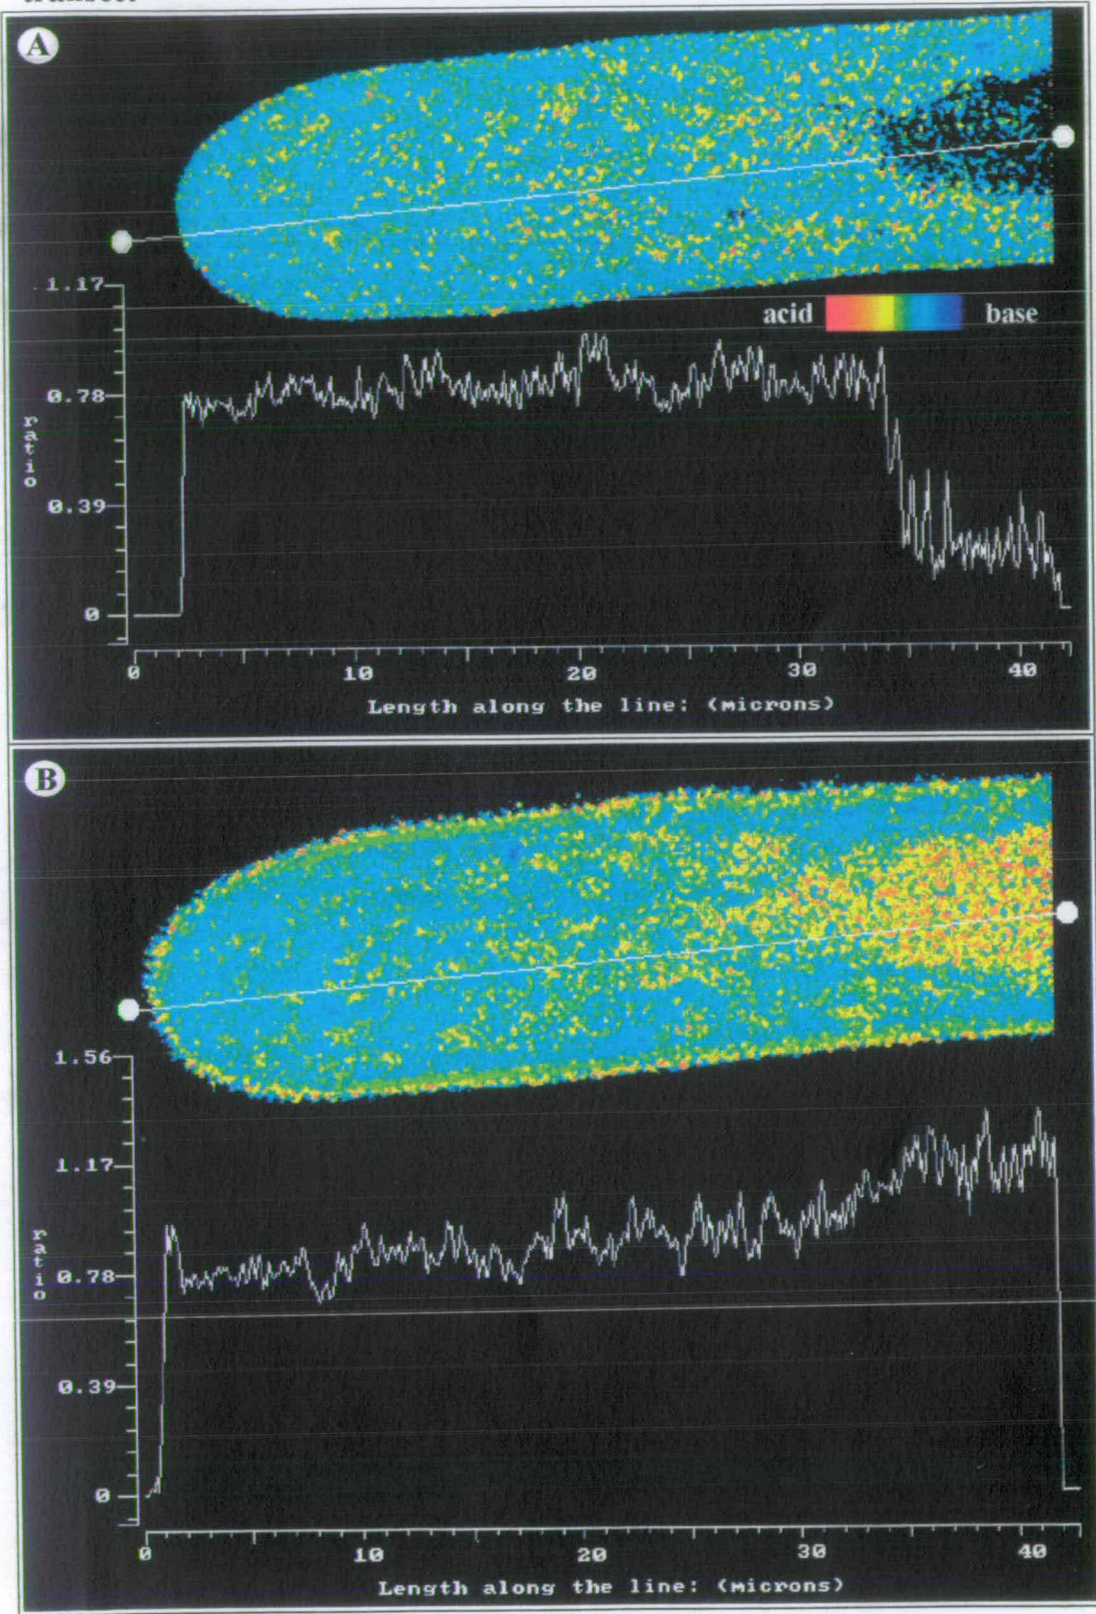 A
1.17
acid base
0.78
ratio
0.39
0
0 10 20 30 40
Length along the line: (microns)
B
1.56
1.17
ratio
0.78
0.39
0
0 10 20 30 40
Length along the line: (microns)